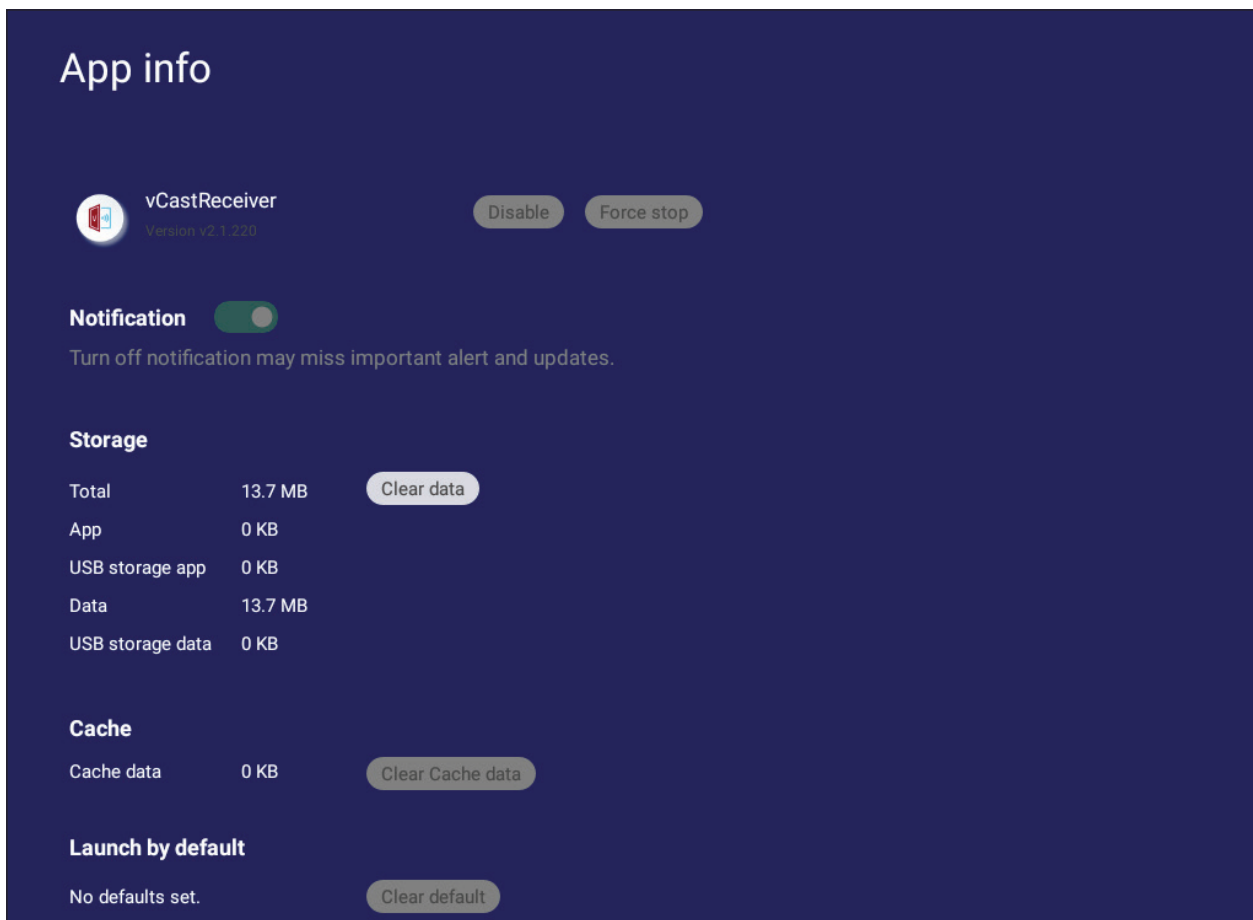 App info
vCastReceiver
Version v2.1.220
Disable
Force stop
Notification
Turn off notification may miss important alert and updates.
Storage
Total 13.7 MB Clear data
App 0 KB
USB storage app 0 KB
Data 13.7 MB
USB storage data 0 KB
Cache
Cache data 0 KB Clear Cache data
Launch by default
No defaults set. Clear default